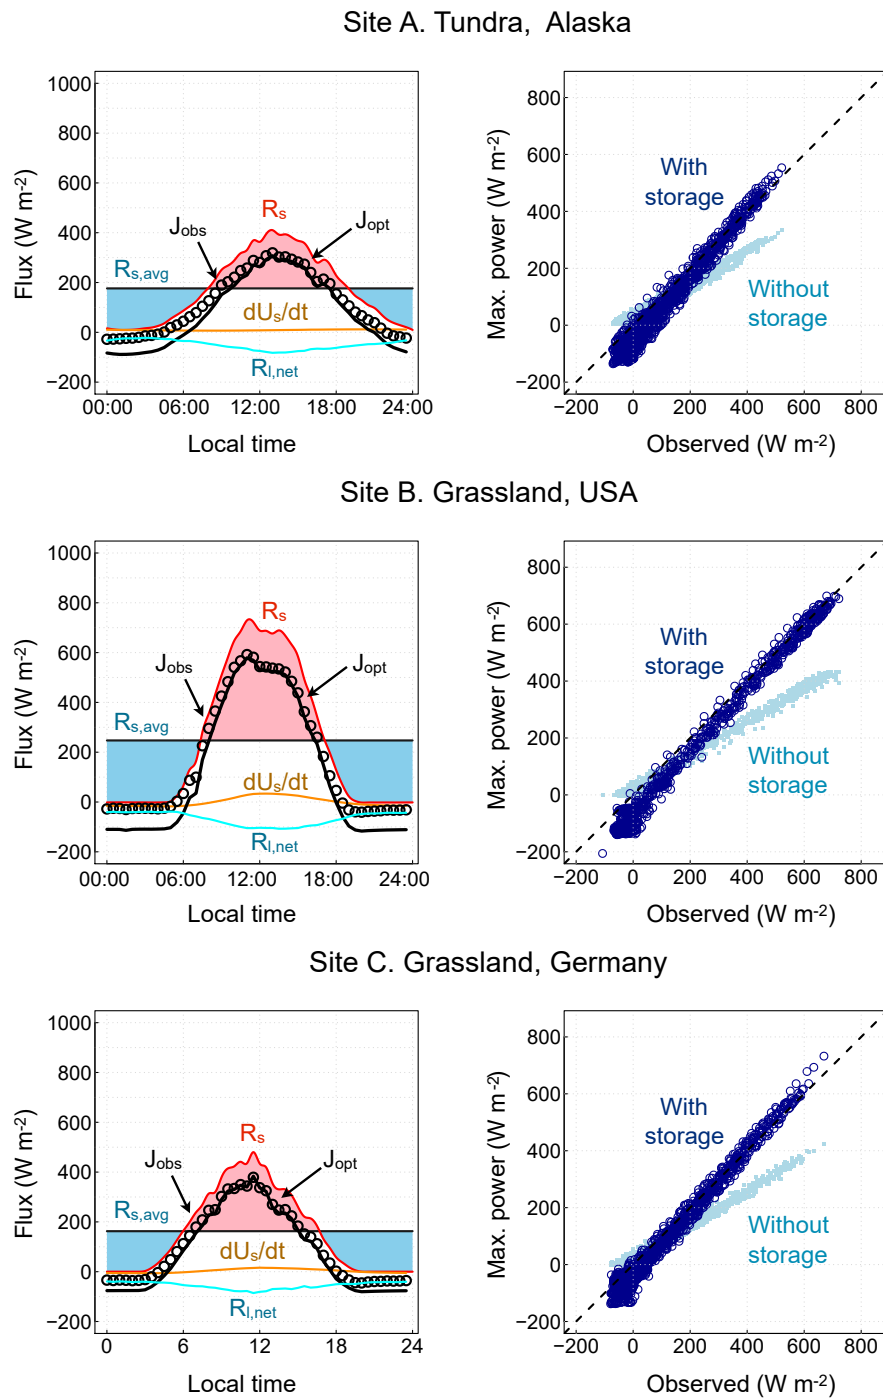 Site A. Tundra, Alaska
Flux (W m-2)
1000
800
600
400
200
0
−200
Rs
Jobs
Jopt
Rs,avg
dUs/dt
Rl,net
00:00 06:00 12:00 18:00 24:00
Local time
Max. power (W m-2)
800
600
400
200
0
−200
With
storage
Without
storage
−200 0 200 400 600 800
Observed (W m-2)
Site B. Grassland, USA
Flux (W m-2)
1000
800
600
400
200
0
−200
Rs
Jobs
Jopt
Rs,avg
dUs/dt
Rl,net
00:00 06:00 12:00 18:00 24:00
Local time
Max. power (W m-2)
800
600
400
200
0
−200
With
storage
Without
storage
−200 0 200 400 600 800
Observed (W m-2)
Site C. Grassland, Germany
Flux (W m-2)
1000
800
600
400
200
0
−200
Rs
Jobs
Jopt
Rs,avg
dUs/dt
Rl,net
0 6 12 18 24
Local time
Max. power (W m-2)
800
600
400
200
0
−200
With
storage
Without
storage
−200 0 200 400 600 800
Observed (W m-2)